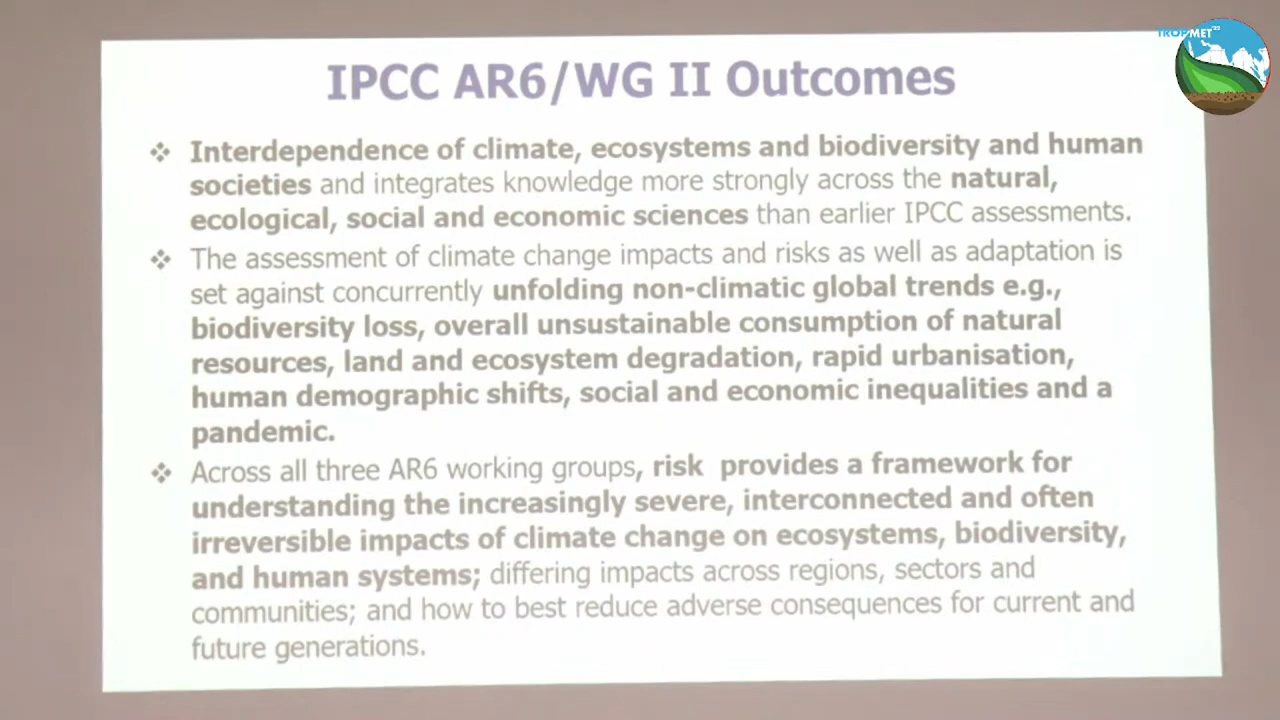 TROPMET'23
IPCC AR6/WG II Outcomes
❖ Interdependence of climate, ecosystems and biodiversity and human
societies and integrates knowledge more strongly across the natural,
ecological, social and economic sciences than earlier IPCC assessments.
❖ The assessment of climate change impacts and risks as well as adaptation is
set against concurrently unfolding non-climatic global trends e.g.,
biodiversity loss, overall unsustainable consumption of natural
resources, land and ecosystem degradation, rapid urbanisation,
human demographic shifts, social and economic inequalities and a
pandemic.
❖ Across all three AR6 working groups, risk provides a framework for
understanding the increasingly severe, interconnected and often
irreversible impacts of climate change on ecosystems, biodiversity,
and human systems; differing impacts across regions, sectors and
communities; and how to best reduce adverse consequences for current and
future generations.